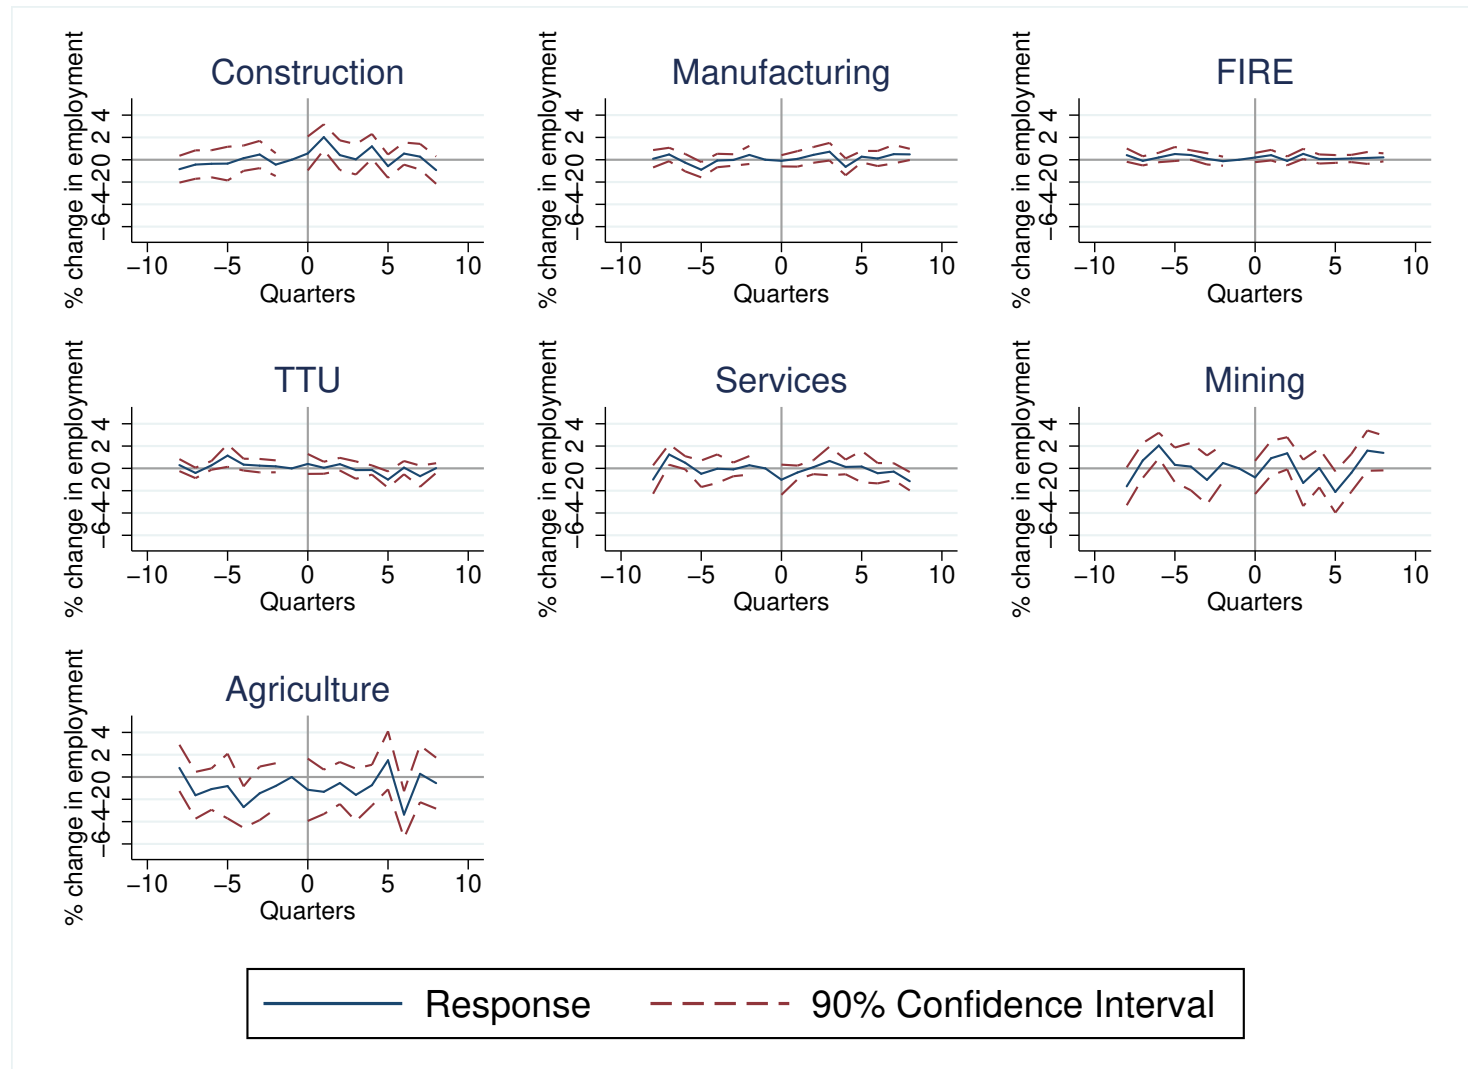 Construction
% change in employment
−6 −4 −2 0 2 4
−10 −5 0 5 10
Quarters
Manufacturing
% change in employment
−6 −4 −2 0 2 4
−10 −5 0 5 10
Quarters
FIRE
% change in employment
−6 −4 −2 0 2 4
−10 −5 0 5 10
Quarters
TTU
% change in employment
−6 −4 −2 0 2 4
−10 −5 0 5 10
Quarters
Services
% change in employment
−6 −4 −2 0 2 4
−10 −5 0 5 10
Quarters
Mining
% change in employment
−6 −4 −2 0 2 4
−10 −5 0 5 10
Quarters
Agriculture
% change in employment
−6 −4 −2 0 2 4
−10 −5 0 5 10
Quarters
Response
90% Confidence Interval